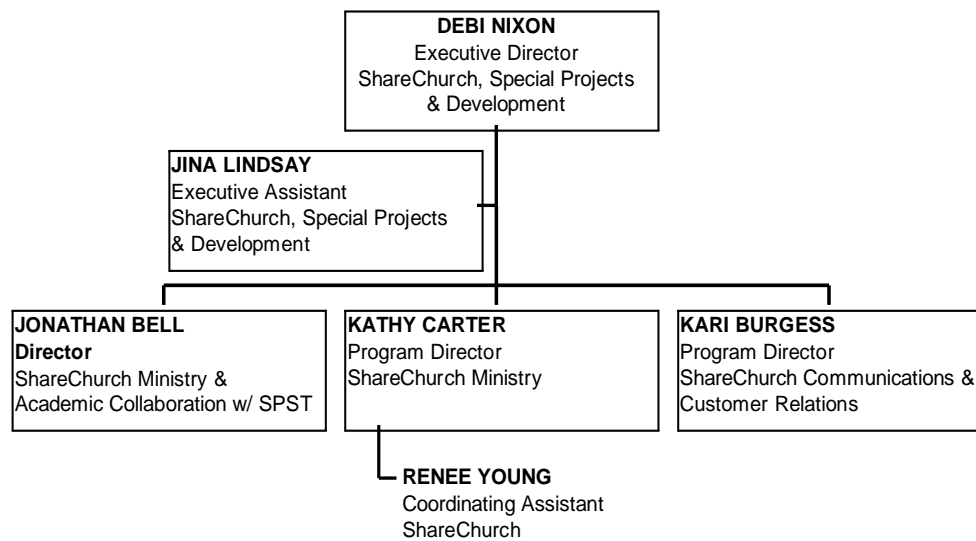 DEBI NIXON
Executive Director
ShareChurch, Special Projects
& Development
JINA LINDSAY
Executive Assistant
ShareChurch, Special Projects
& Development
JONATHAN BELL
Director
ShareChurch Ministry &
Academic Collaboration w/ SPST
KATHY CARTER
Program Director
ShareChurch Ministry
KARI BURGESS
Program Director
ShareChurch Communications &
Customer Relations
RENEE YOUNG
Coordinating Assistant
ShareChurch